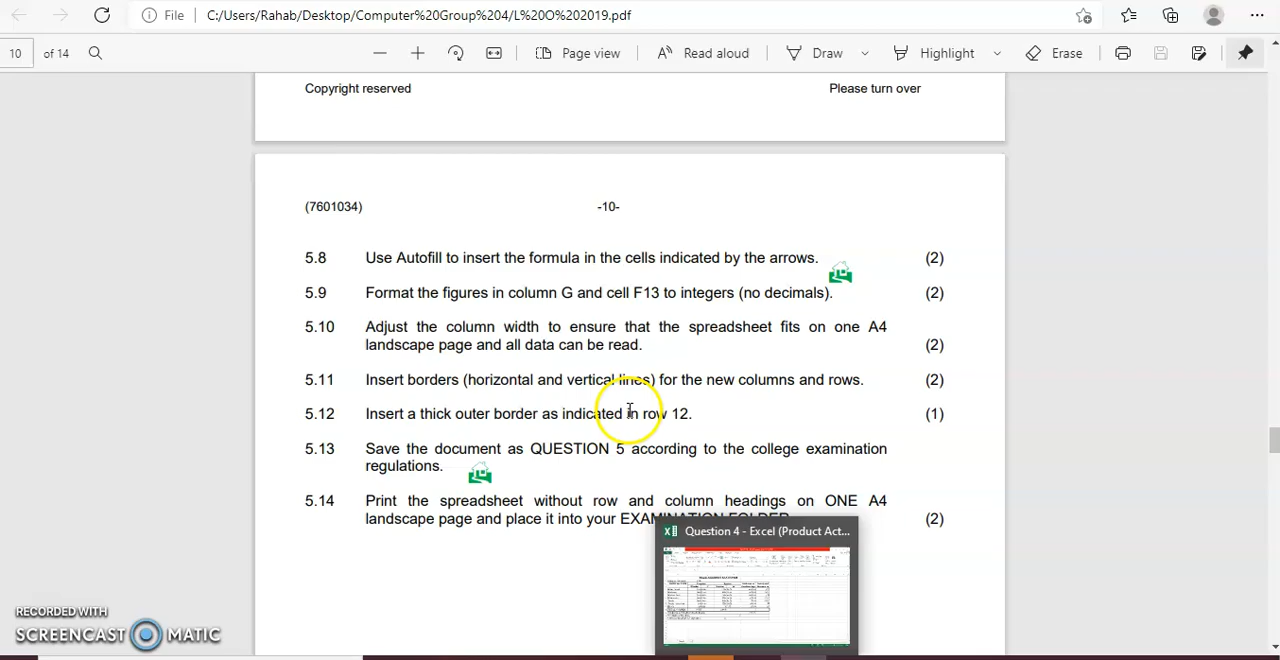 File
C:/Users/Rahab/Desktop/Computer%20Group%204/L%20O%202019.pdf
10 of 14
Page view
Read aloud
Draw
Highlight
Erase
Copyright reserved
Please turn over
(7601034)
-10-
5.8 Use Autofill to insert the formula in the cells indicated by the arrows. (2)
5.9 Format the figures in column G and cell F13 to integers (no decimals). (2)
5.10 Adjust the column width to ensure that the spreadsheet fits on one A4
landscape page and all data can be read. (2)
5.11 Insert borders (horizontal and vertical lines) for the new columns and rows. (2)
5.12 Insert a thick outer border as indicated in row 12. (1)
5.13 Save the document as QUESTION 5 according to the college examination
regulations.
5.14 Print the spreadsheet without row and column headings on ONE A4
landscape page and place it into your EXAMINATION FOLDER (2)
Question 4 - Excel (Product Act...
RECORDED WITH
SCREENCAST MATIC